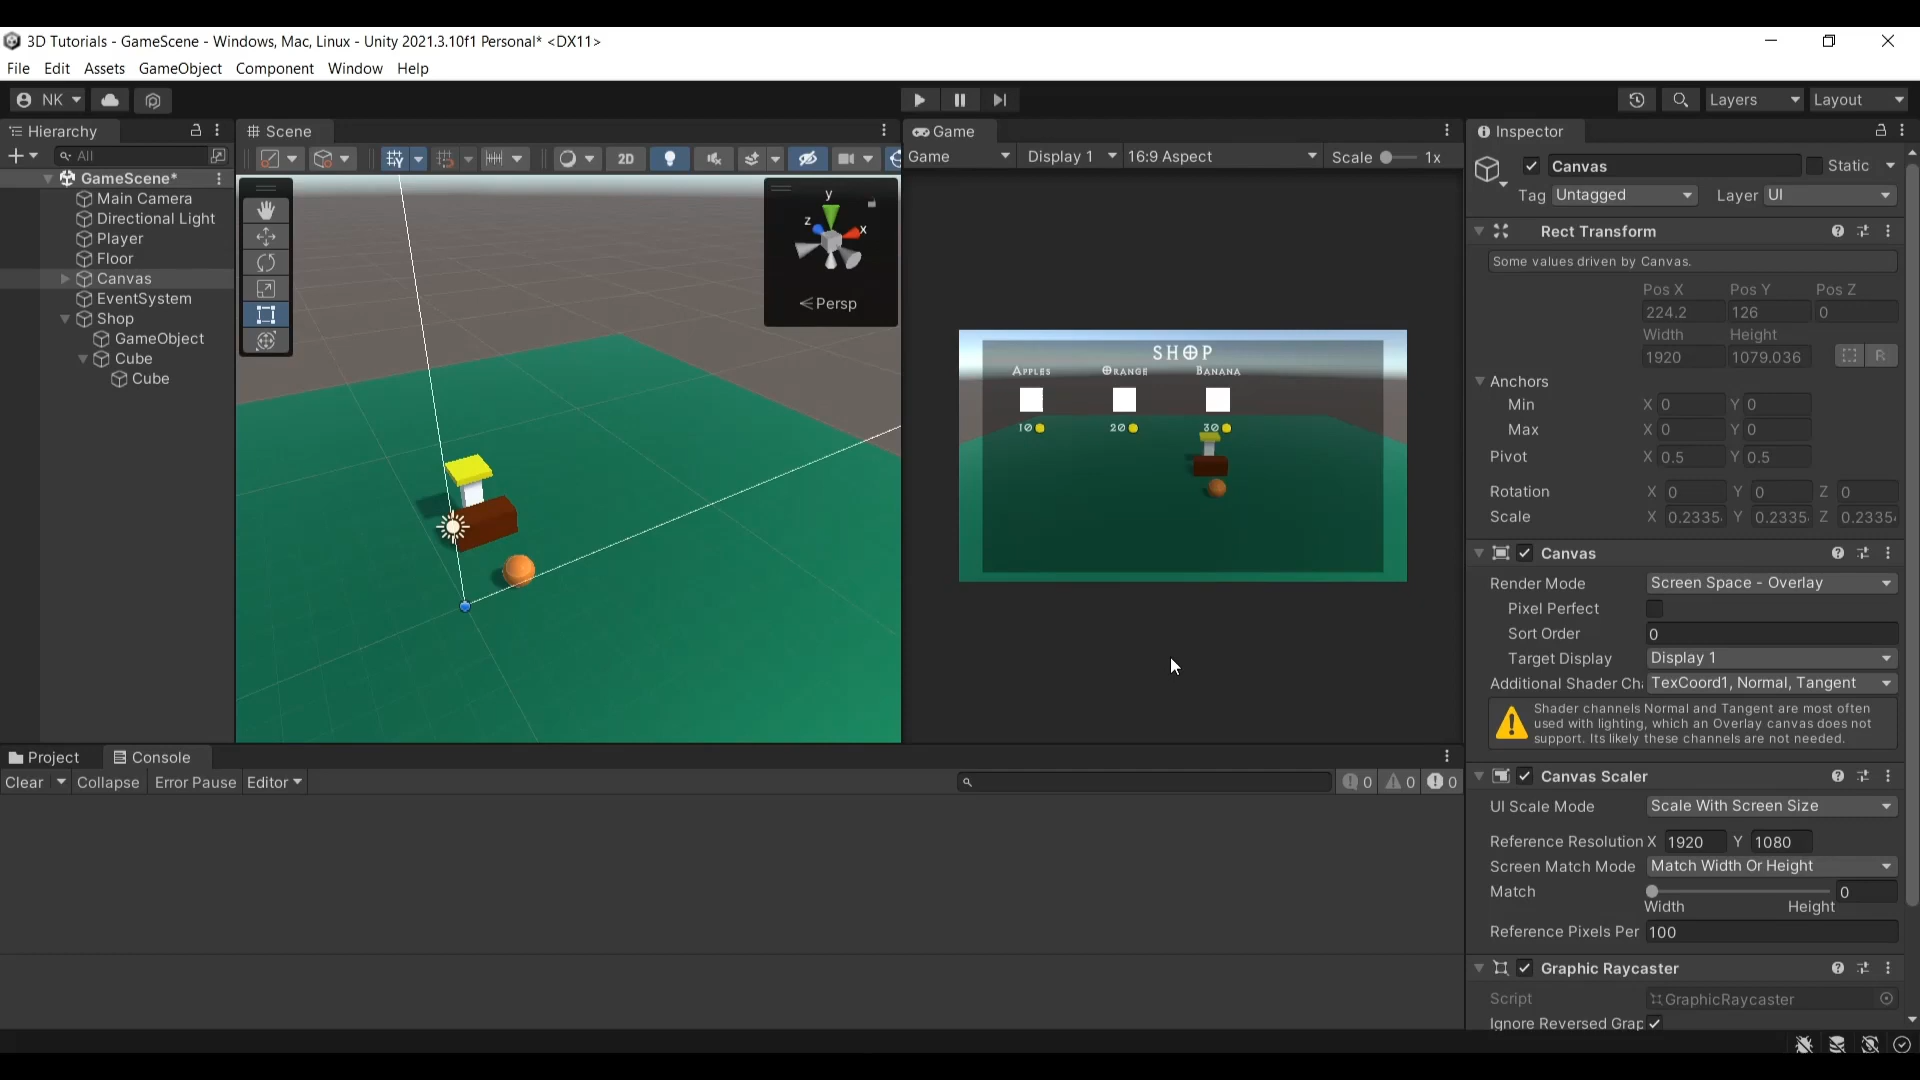 3D Tutorials - GameScene - Windows, Mac, Linux - Unity 2021.3.10f1 Personal* <DX11>
File Edit Assets GameObject Component Window Help
NK Layers Layout
Hierarchy
All
GameScene*
Main Camera
Directional Light
Player
Floor
Canvas
EventSystem
Shop
GameObject
Cube
Cube
Scene
2D
y
z
x
Persp
Game
Game Display 1 16:9 Aspect Scale 1x
SHOP
APPLES ORANGE BANANA
10 20 30
Inspector
Canvas Static
Tag Untagged Layer UI
Rect Transform
Some values driven by Canvas.
Pos X Pos Y Pos Z
224.2 126 0
Width Height
1920 1079.036 R
Anchors
Min X 0 Y 0
Max X 0 Y 0
Pivot X 0.5 Y 0.5
Rotation X 0 Y 0 Z 0
Scale X 0.2335 Y 0.2335 Z 0.2335
Canvas
Render Mode Screen Space - Overlay
Pixel Perfect
Sort Order 0
Target Display Display 1
Additional Shader Ch TexCoord1, Normal, Tangent
Shader channels Normal and Tangent are most often
used with lighting, which an Overlay canvas does not
support. Its likely these channels are not needed.
Canvas Scaler
UI Scale Mode Scale With Screen Size
Reference Resolution X 1920 Y 1080
Screen Match Mode Match Width Or Height
Match 0
Width Height
Reference Pixels Per 100
Graphic Raycaster
Script GraphicRaycaster
Ignore Reversed Grap
Project Console
Clear Collapse Error Pause Editor 0 0 0